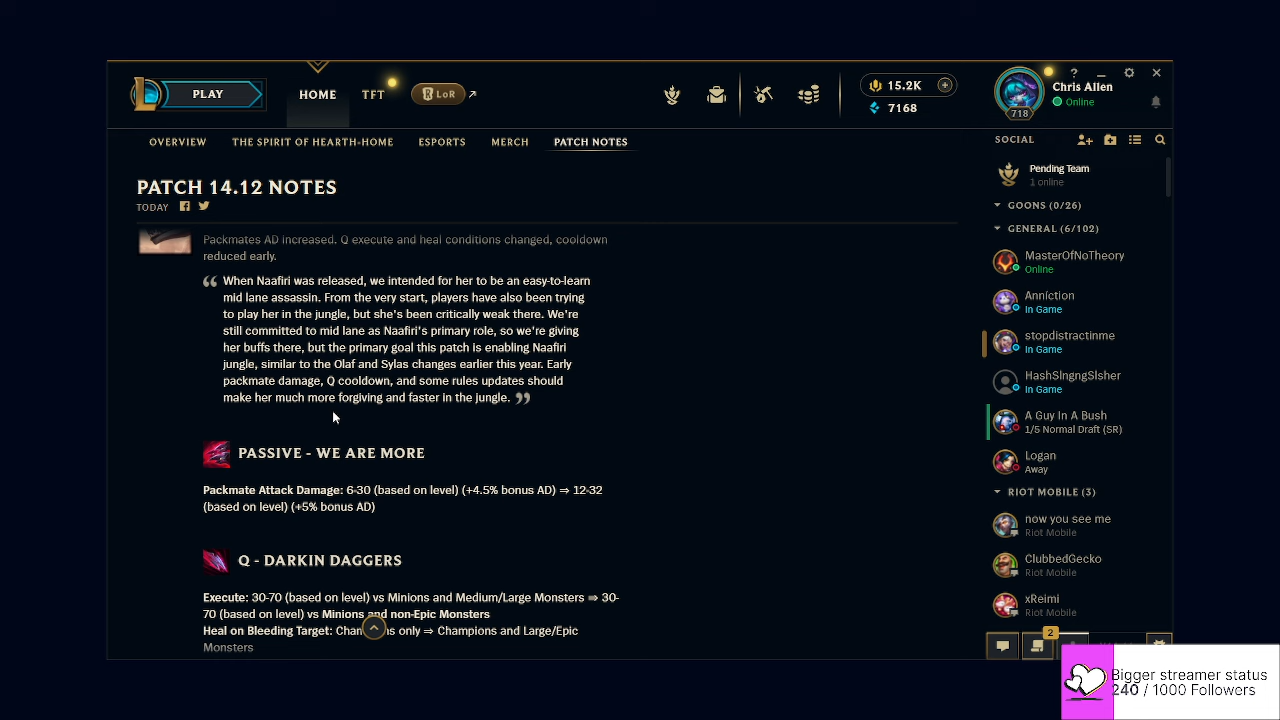 PLAY
HOME
TFT
LoR
15.2K
7168
718
?
Chris Allen
Online
OVERVIEW
THE SPIRIT OF HEARTH-HOME
ESPORTS
MERCH
PATCH NOTES
PATCH 14.12 NOTES
TODAY
Packmates AD increased. Q execute and heal conditions changed, cooldown
reduced early.
“ When Naafiri was released, we intended for her to be an easy-to-learn
mid lane assassin. From the very start, players have also been trying
to play her in the jungle, but she's been critically weak there. We're
still committed to mid lane as Naafiri's primary role, so we're giving
her buffs there, but the primary goal this patch is enabling Naafiri
jungle, similar to the Olaf and Sylas changes earlier this year. Early
packmate damage, Q cooldown, and some rules updates should
make her much more forgiving and faster in the jungle. ”
PASSIVE - WE ARE MORE
Packmate Attack Damage: 6-30 (based on level) (+4.5% bonus AD) ⇒ 12-32
(based on level) (+5% bonus AD)
Q - DARKIN DAGGERS
Execute: 30-70 (based on level) vs Minions and Medium/Large Monsters ⇒ 30-
70 (based on level) vs Minions and non-Epic Monsters
Heal on Bleeding Target: only ⇒ Champions and Large/Epic
Monsters
SOCIAL
Pending Team
1 online
GOONS (0/26)
GENERAL (6/102)
MasterOfNoTheory
Online
Anniction
In Game
stopdistractinme
In Game
In Game
A Guy In A Bush
1/5 Normal Draft (SR)
Logan
Away
RIOT MOBILE (3)
now you see me
Riot Mobile
ClubbedGecko
Riot Mobile
xReimi
Riot Mobile
2
Bigger streamer status
240 / 1000 Followers